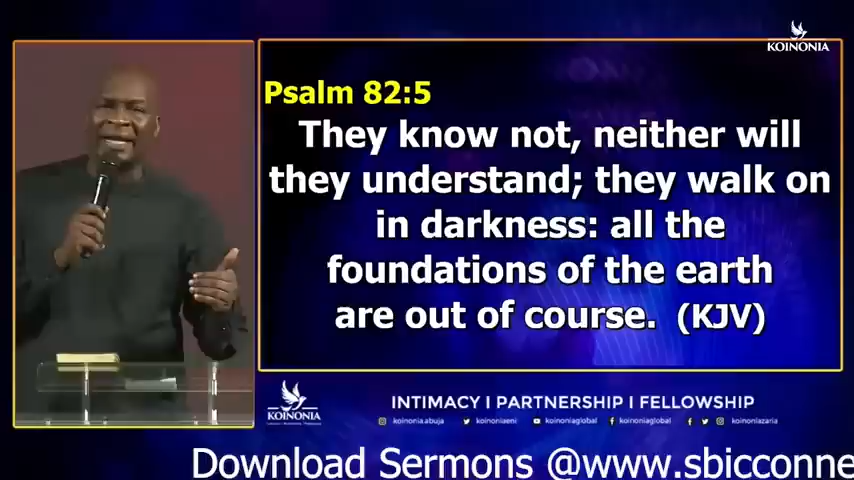 KOINONIA
Psalm 82:5
They know not, neither will
they understand; they walk on
in darkness: all the
foundations of the earth
are out of course. (KJV)
KOINONIA
INTIMACY I PARTNERSHIP I FELLOWSHIP
koinonia.abuja koinoniaeni koinoniaglobal koinoniaglobal koinoniazaria
Download Sermons @www.sbicconne